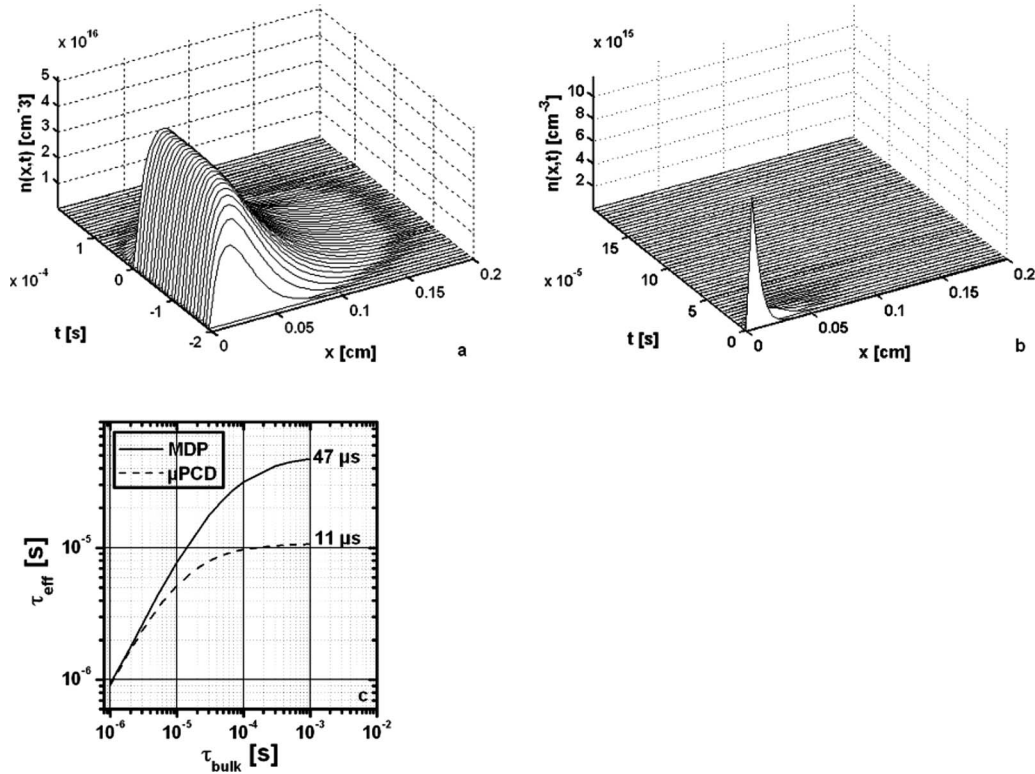 x 10^16
n(x,t) [cm^-3]
5
4
3
2
1
1
0
-1
-2
x 10^-4
t [s]
0
0.05
0.1
0.15
0.2
x [cm]
a
x 10^15
n(x,t) [cm^-3]
10
8
6
4
2
15
10
5
0
x 10^-5
t [s]
0
0.05
0.1
0.15
0.2
x [cm]
b
MDP
μPCD
47 μs
11 μs
10^-5
10^-6
τ_eff [s]
10^-6 10^-5 10^-4 10^-3 10^-2
τ_bulk [s]
c